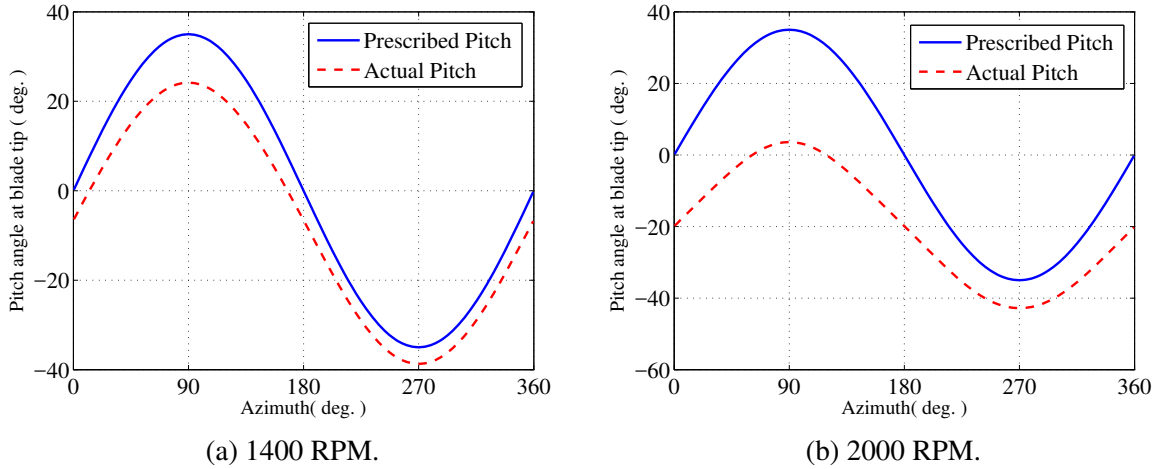 40
20
0
−20
−40
0
90
180
270
360
Pitch angle at blade tip ( deg. )
Azimuth( deg. )
Prescribed Pitch
Actual Pitch
(a) 1400 RPM.
40
20
0
−20
−40
−60
0
90
180
270
360
Pitch angle at blade tip ( deg. )
Azimuth( deg. )
Prescribed Pitch
Actual Pitch
(b) 2000 RPM.